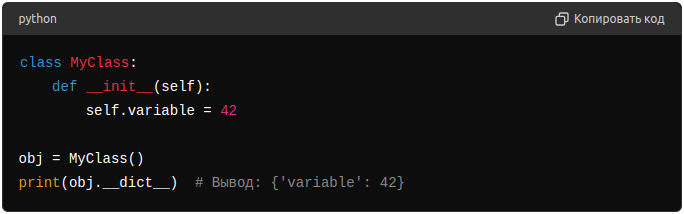 python
Копировать код
class MyClass:
    def __init__(self):
        self.variable = 42

obj = MyClass()
print(obj.__dict__)  # Вывод: {'variable': 42}